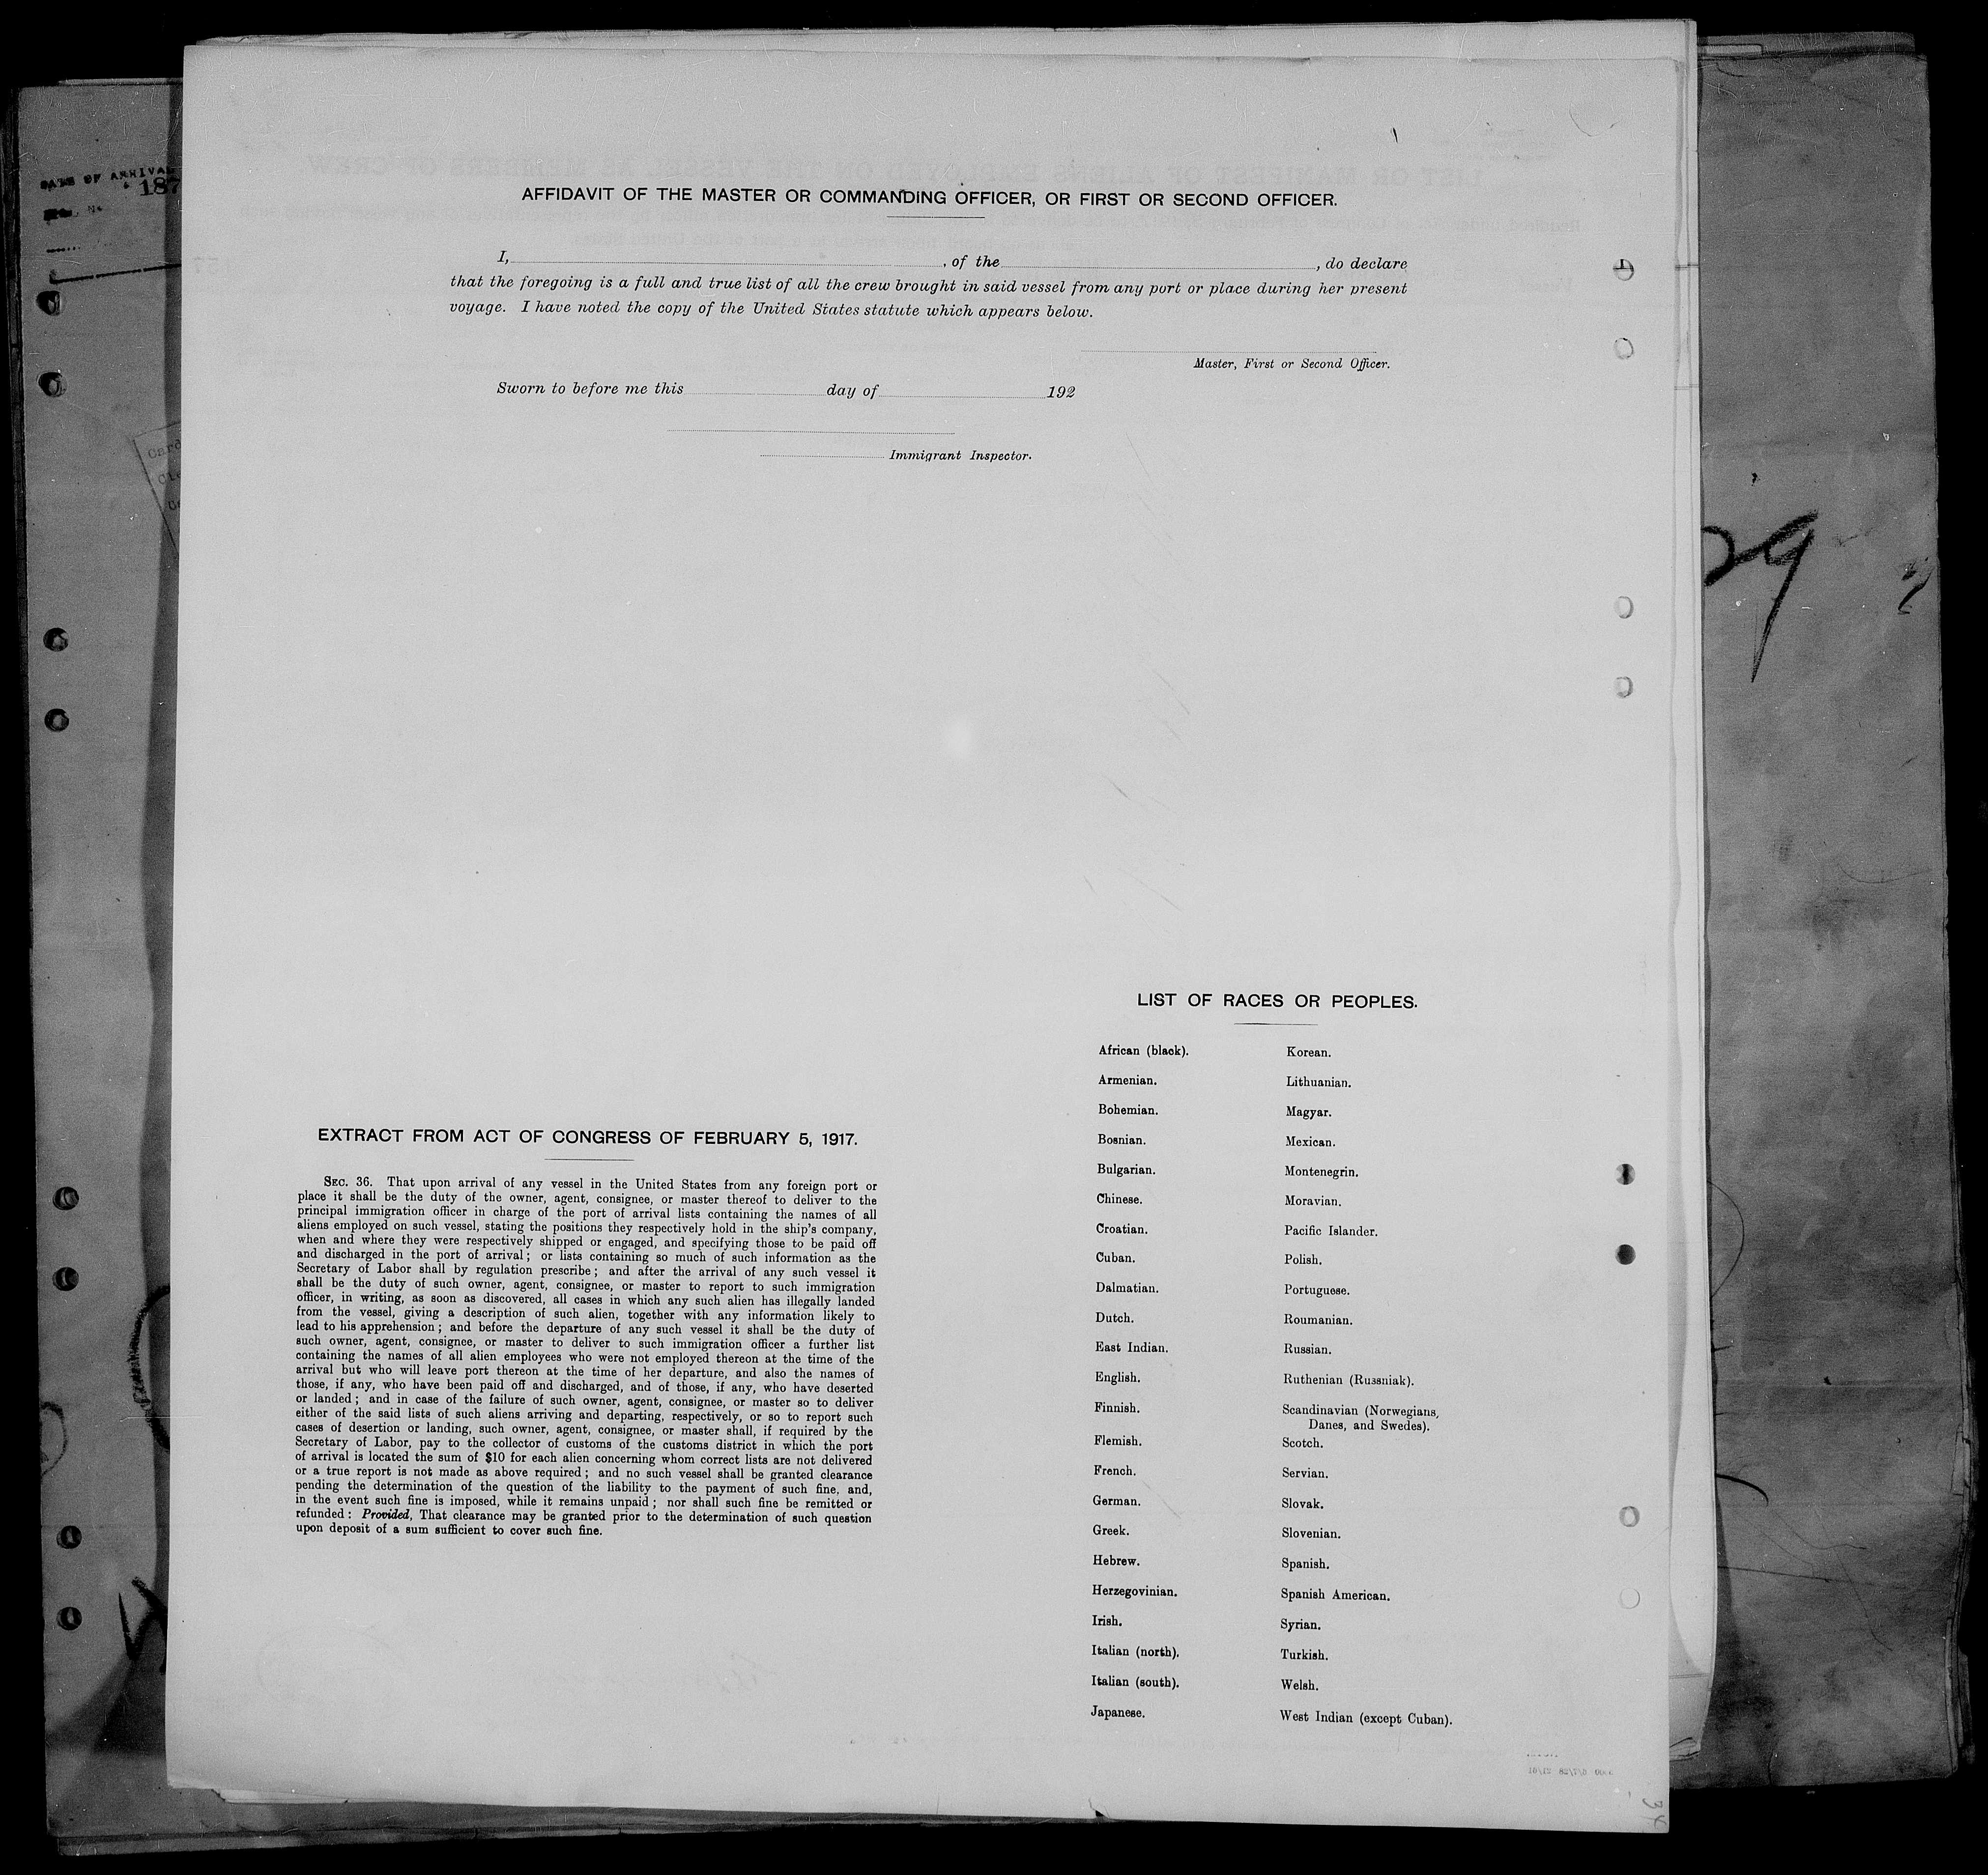 DATE OF ARRIVAL
187
AFFIDAVIT OF THE MASTER OR COMMANDING OFFICER, OR FIRST OR SECOND OFFICER.
I, , of the , do declare
that the foregoing is a full and true list of all the crew brought in said vessel from any port or place during her present
voyage. I have noted the copy of the United States statute which appears below.
Master, First or Second Officer.
Sworn to before me this day of 192
Immigrant Inspector.
29
EXTRACT FROM ACT OF CONGRESS OF FEBRUARY 5, 1917.
SEC. 36. That upon arrival of any vessel in the United States from any foreign port or
place it shall be the duty of the owner, agent, consignee, or master thereof to deliver to the
principal immigration officer in charge of the port of arrival lists containing the names of all
aliens employed on such vessel, stating the positions they respectively hold in the ship's company,
when and where they were respectively shipped or engaged, and specifying those to be paid off
and discharged in the port of arrival; or lists containing so much of such information as the
Secretary of Labor shall by regulation prescribe; and after the arrival of any such vessel it
shall be the duty of such owner, agent, consignee, or master to report to such immigration
officer, in writing, as soon as discovered, all cases in which any such alien has illegally landed
from the vessel, giving a description of such alien, together with any information likely to
lead to his apprehension; and before the departure of any such vessel it shall be the duty of
such owner, agent, consignee, or master to deliver to such immigration officer a further list
containing the names of all alien employees who were not employed thereon at the time of the
arrival but who will leave port thereon at the time of her departure, and also the names of
those, if any, who have been paid off and discharged, and of those, if any, who have deserted
or landed; and in case of the failure of such owner, agent, consignee, or master so to deliver
either of the said lists of such aliens arriving and departing, respectively, or so to report such
cases of desertion or landing, such owner, agent, consignee, or master shall, if required by the
Secretary of Labor, pay to the collector of customs of the customs district in which the port
of arrival is located the sum of $10 for each alien concerning whom correct lists are not delivered
or a true report is not made as above required; and no such vessel shall be granted clearance
pending the determination of the question of the liability to the payment of such fine, and,
in the event such fine is imposed, while it remains unpaid; nor shall such fine be remitted or
refunded: Provided, That clearance may be granted prior to the determination of such question
upon deposit of a sum sufficient to cover such fine.
LIST OF RACES OR PEOPLES.
African (black).
Armenian.
Bohemian.
Bosnian.
Bulgarian.
Chinese.
Croatian.
Cuban.
Dalmatian.
Dutch.
East Indian.
English.
Finnish.
Flemish.
French.
German.
Greek.
Hebrew.
Herzegovinian.
Irish.
Italian (north).
Italian (south).
Japanese.
Korean.
Lithuanian.
Magyar.
Mexican.
Montenegrin.
Moravian.
Pacific Islander.
Polish.
Portuguese.
Roumanian.
Russian.
Ruthenian (Russniak).
Scandinavian (Norwegians,
Danes, and Swedes).
Scotch.
Servian.
Slovak.
Slovenian.
Spanish.
Spanish American.
Syrian.
Turkish.
Welsh.
West Indian (except Cuban).